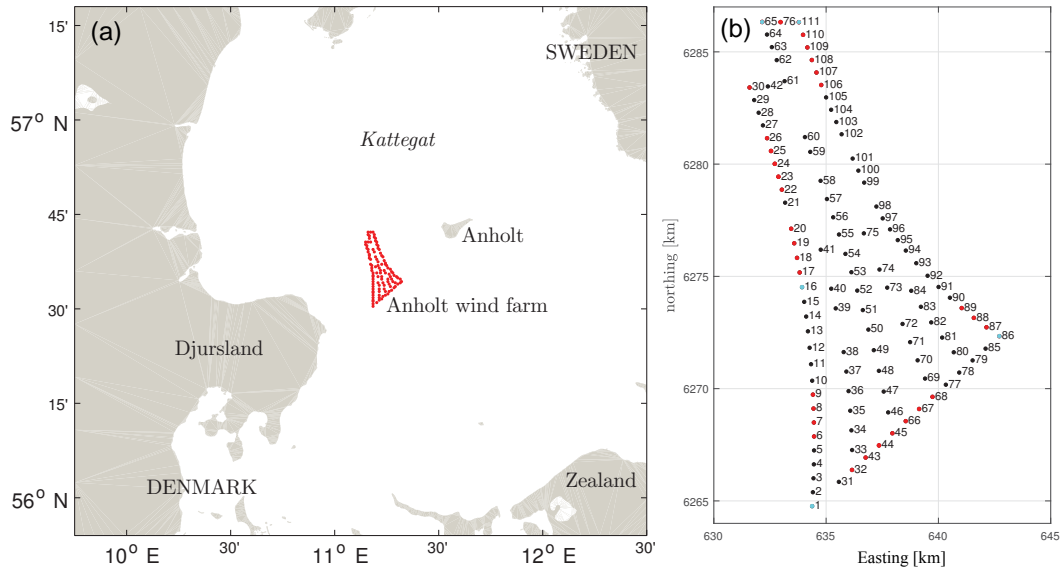 (a)
15'
57° N
45'
30'
15'
56° N
10° E
30'
11° E
30'
12° E
30'
SWEDEN
Kattegat
Anholt
Anholt wind farm
Djursland
DENMARK
Zealand
(b)
northing [km]
6285
6280
6275
6270
6265
630
635
640
645
Easting [km]
65 76 111
64 110
63 109
62 108
61 107
30 42 106
29 105
28 104
27 103
26 60 102
25 59 101
24 100
23 58 99
22
21 57 98
56 97
20 55 75 96
19 95
18 41 54 94
17 53 74 93
92
16 40 52 73 84 91
15 90
14 39 51 83 89
13 50 72 82 88
87
12 71 81 86
11 38 49 70 80 85
79
10 37 48 69 78
9 36 47 68 77
8 35 46 67
7 34 45 66
6
5 33 44
4 32 43
3 31
2
1